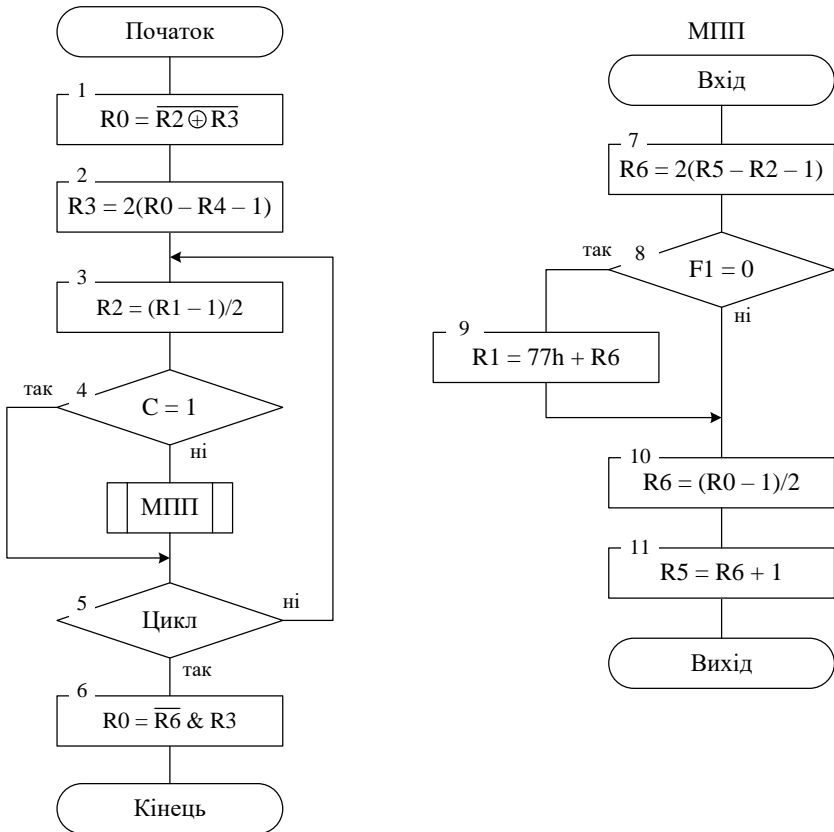 Початок
1
R0 = \overline{R2 ⊕ R3}
2
R3 = 2(R0 – R4 – 1)
3
R2 = (R1 – 1)/2
4
так
C = 1
ні
МПП
5
Цикл
ні
так
6
R0 = \overline{R6} & R3
Кінець
МПП
Вхід
7
R6 = 2(R5 – R2 – 1)
8
так
F1 = 0
ні
9
R1 = 77h + R6
10
R6 = (R0 – 1)/2
11
R5 = R6 + 1
Вихід